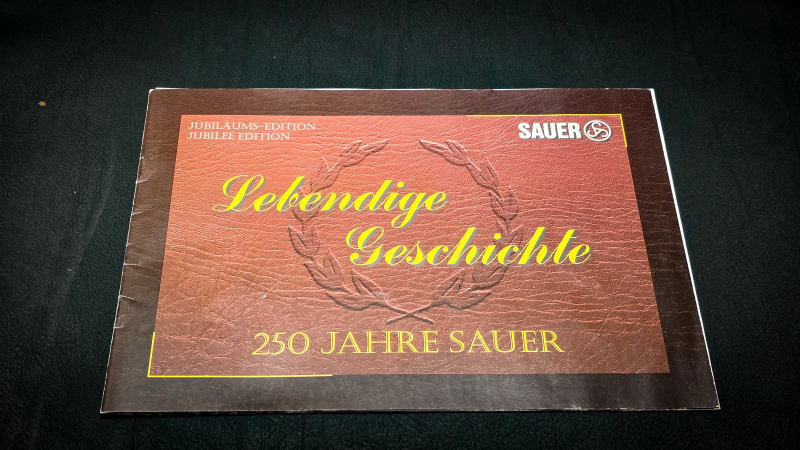 JUBILÄUMS-EDITION
JUBILEE EDITION
SAUER
Lebendige
Geschichte
250 JAHRE SAUER